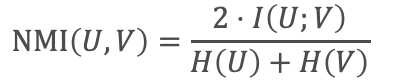 NMI(U, V) = 2 · I(U; V) / H(U) + H(V)